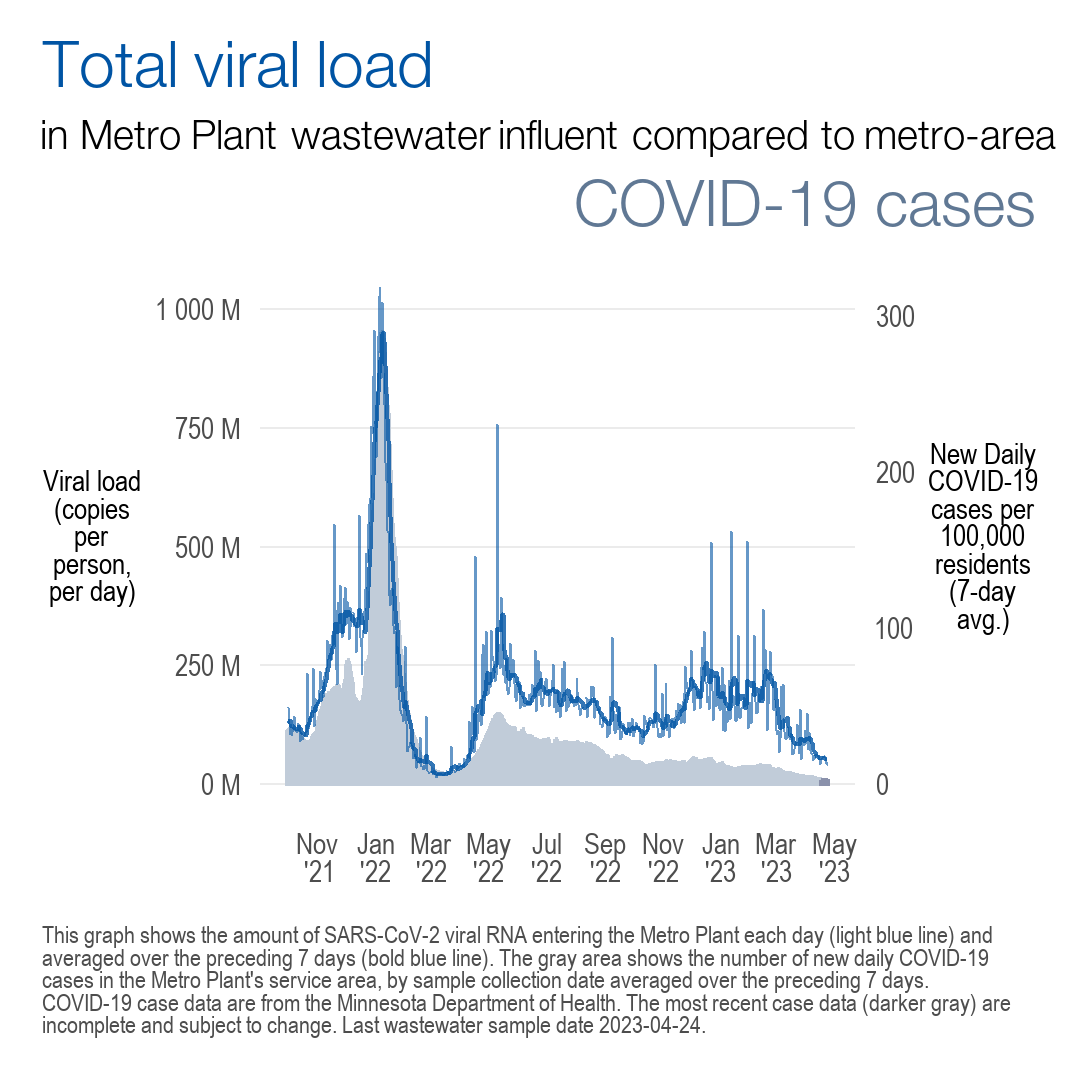 Total viral load
in Metro Plant wastewater influent compared to metro-area
COVID-19 cases
1 000 M
750 M
500 M
250 M
0 M
Viral load
(copies
per
person,
per day)
300
200
100
0
New Daily
COVID-19
cases per
100,000
residents
(7-day
avg.)
Nov Jan Mar May Jul Sep Nov Jan Mar May
'21 '22 '22 '22 '22 '22 '22 '23 '23 '23
This graph shows the amount of SARS-CoV-2 viral RNA entering the Metro Plant each day (light blue line) and
averaged over the preceding 7 days (bold blue line). The gray area shows the number of new daily COVID-19
cases in the Metro Plant's service area, by sample collection date averaged over the preceding 7 days.
COVID-19 case data are from the Minnesota Department of Health. The most recent case data (darker gray) are
incomplete and subject to change. Last wastewater sample date 2023-04-24.